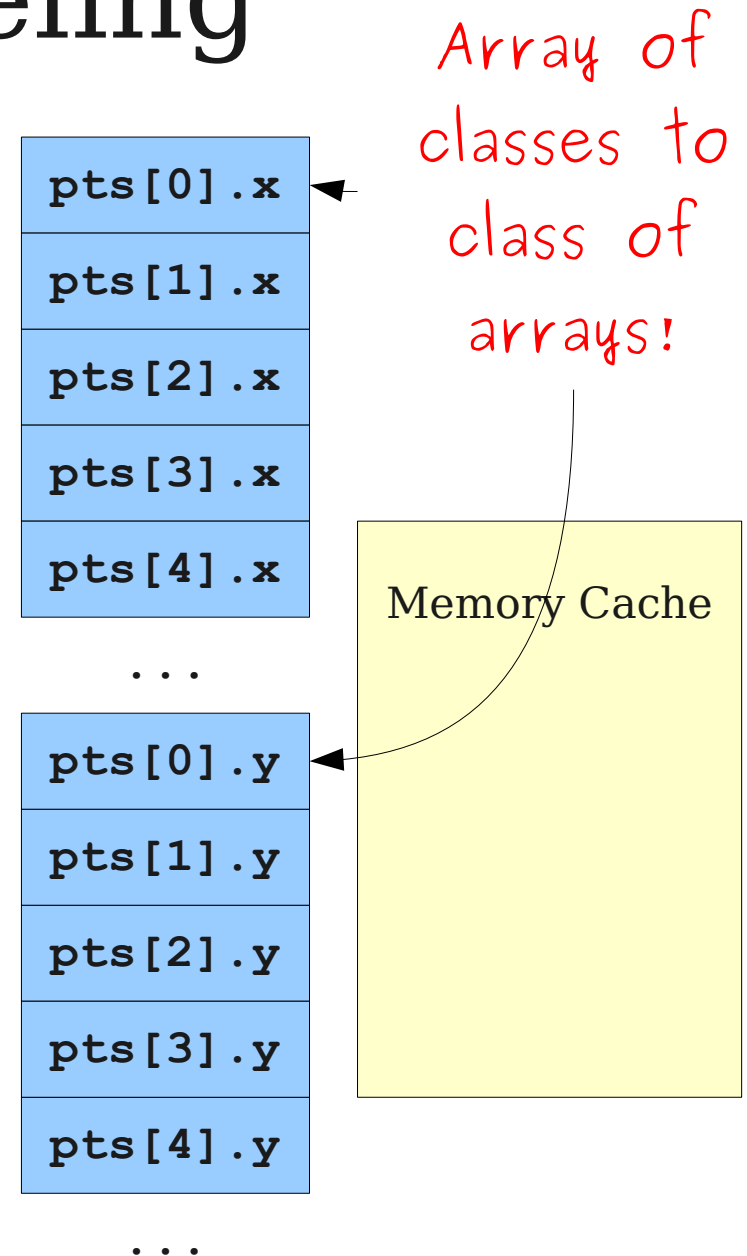 Array of
classes to
class of
arrays!
pts[0].x
pts[1].x
pts[2].x
pts[3].x
pts[4].x
...
Memory Cache
pts[0].y
pts[1].y
pts[2].y
pts[3].y
pts[4].y
...